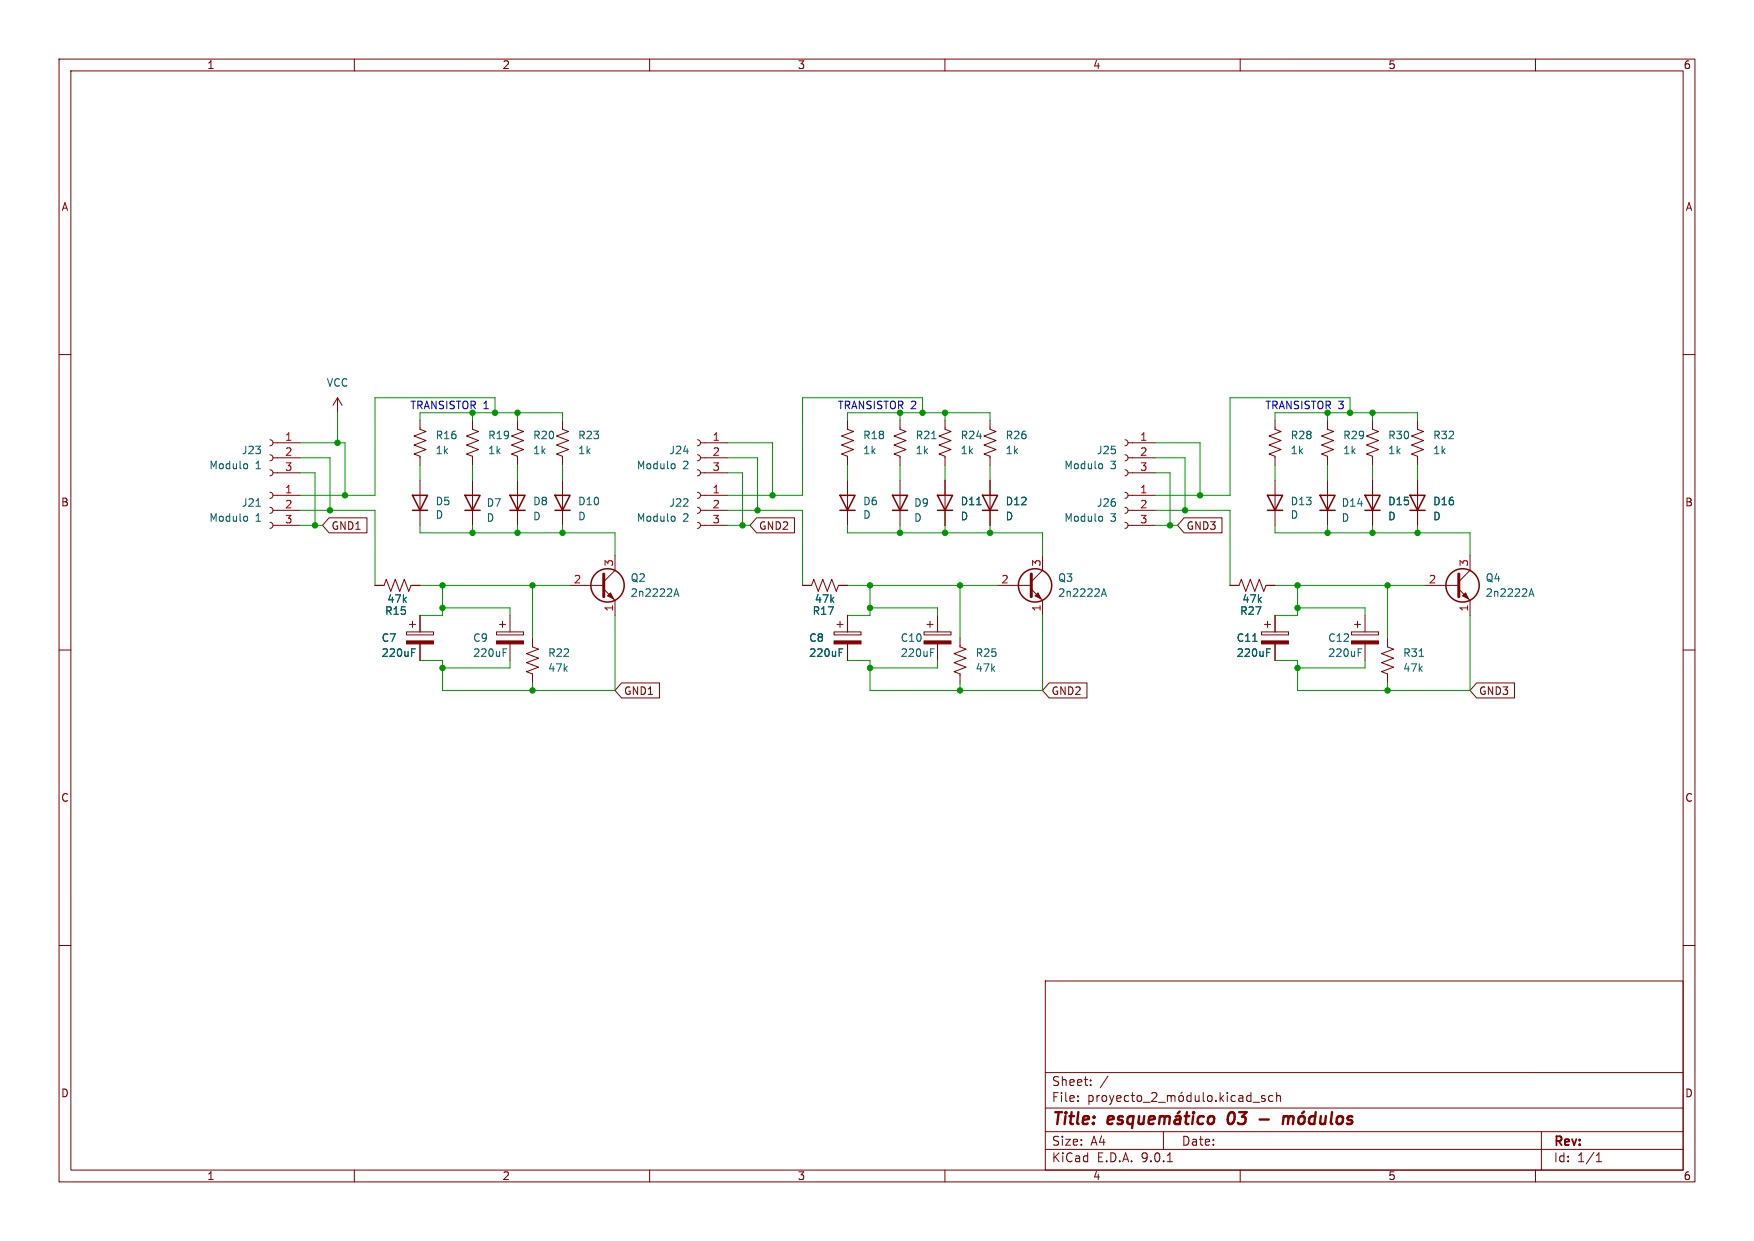 1 2 3 4 5 6
A A
VCC
TRANSISTOR 1 TRANSISTOR 2 TRANSISTOR 3
J23 Modulo 1 1 2 3
J21 Modulo 1 1 2 3
GND1
R16 1k
R19 1k
R20 1k
R23 1k
D5 D
D7 D
D8 D
D10 D
2 3 1
Q2
2n2222A
47k
R15
+ C7 220uF
+ C9 220uF
R22 47k
GND1
J24 Modulo 2 1 2 3
J22 Modulo 2 1 2 3
GND2
R18 1k
R21 1k
R24 1k
R26 1k
D6 D
D9 D
D11 D
D12 D
2 3 1
Q3
2n2222A
47k
R17
+ C8 220uF
+ C10 220uF
R25 47k
GND2
J25 Modulo 3 1 2 3
J26 Modulo 3 1 2 3
GND3
R28 1k
R29 1k
R30 1k
R32 1k
D13 D
D14 D
D15 D
D16 D
2 3 1
Q4
2n2222A
47k
R27
+ C11 220uF
+ C12 220uF
R31 47k
GND3
B B
C C
D D
Sheet: /
File: proyecto_2_módulo.kicad_sch
Title: esquemático 03 – módulos
Size: A4 Date: Rev:
KiCad E.D.A. 9.0.1 Id: 1/1
1 2 3 4 5 6